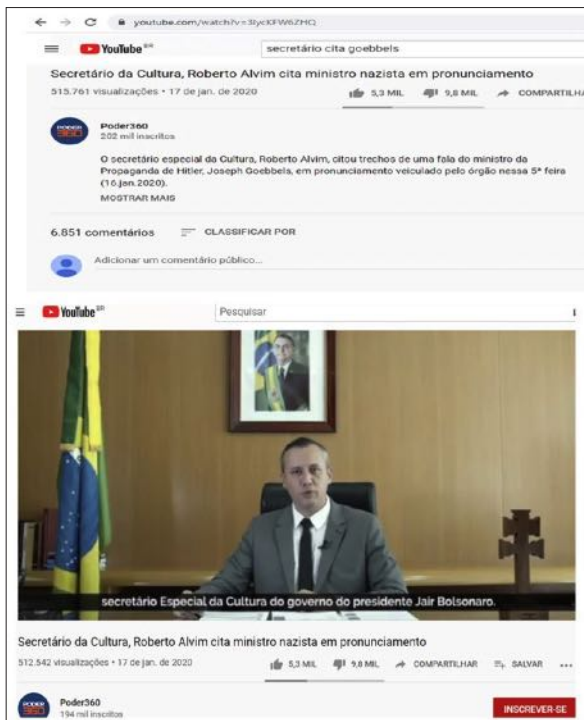 youtube.com/watch?v=3lycKFW6ZHQ
YouTube BR
secretário cita goebbels
Secretário da Cultura, Roberto Alvim cita ministro nazista em pronunciamento
515.761 visualizações • 17 de jan. de 2020 5,3 MIL 9,8 MIL COMPARTILHA
Poder360
202 mil inscritos
O secretário especial da Cultura, Roberto Alvim, citou trechos de uma fala do ministro da
Propaganda de Hitler, Joseph Goebbels, em pronunciamento veiculado pelo órgão nessa 5ª feira
(16.jan.2020).
MOSTRAR MAIS
6.851 comentários CLASSIFICAR POR
Adicionar um comentário público...
YouTube BR Pesquisar
secretário Especial da Cultura do governo do presidente Jair Bolsonaro.
Secretário da Cultura, Roberto Alvim cita ministro nazista em pronunciamento
512.542 visualizações • 17 de jan. de 2020 5,3 MIL 9,8 MIL COMPARTILHAR SALVAR
Poder360
194 mil inscritos
INSCREVER-SE